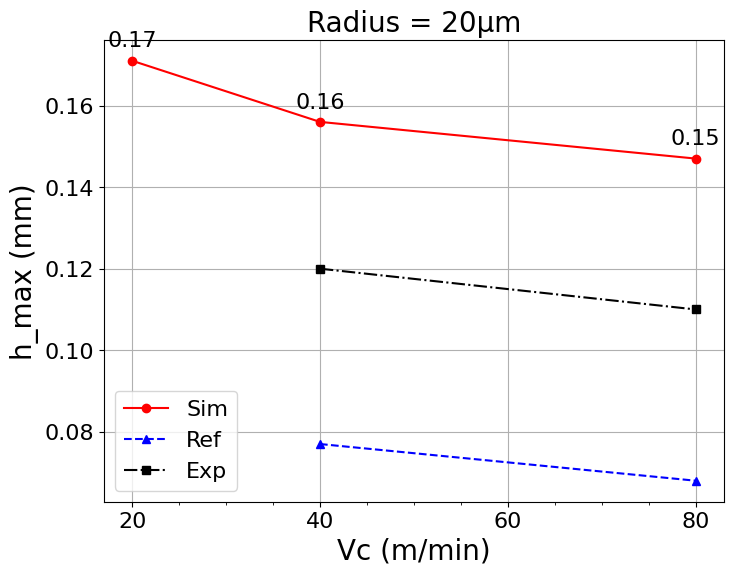 Radius = 20μm
0.17
0.16
0.15
0.16
0.14
0.12
0.10
0.08
h_max (mm)
Sim
Ref
Exp
20 40 60 80
Vc (m/min)